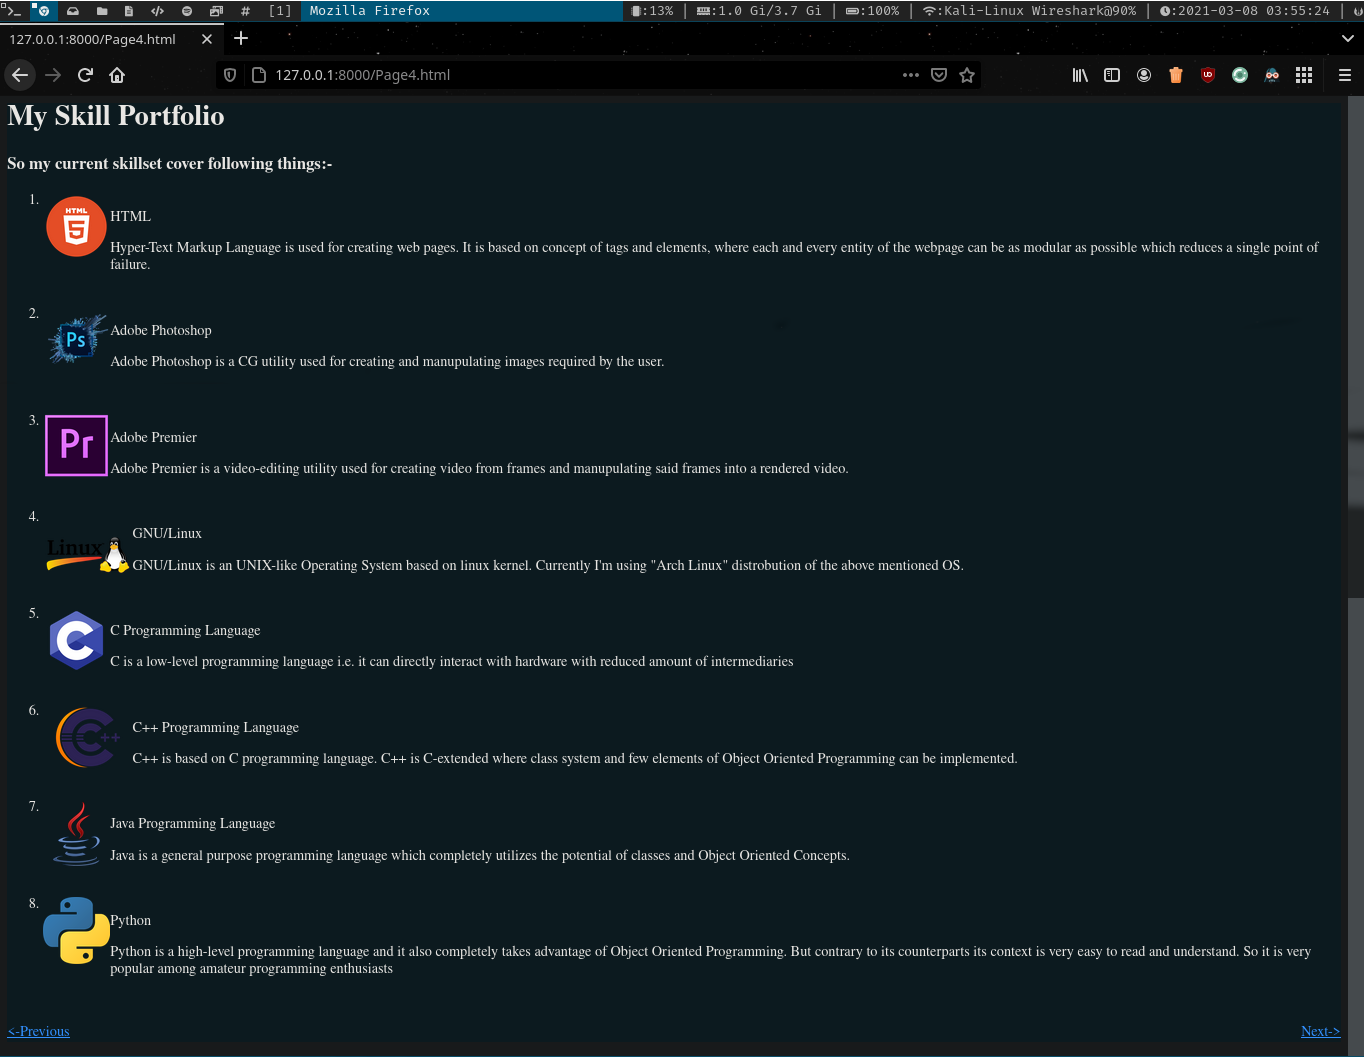 [1] Mozilla Firefox :13% | :1.0 Gi/3.7 Gi | :100% | :Kali-Linux Wireshark@90% | :2021-03-08 03:55:24 |
127.0.0.1:8000/Page4.html
127.0.0.1:8000/Page4.html
My Skill Portfolio
So my current skillset cover following things:-
1.
HTML
5
HTML
Hyper-Text Markup Language is used for creating web pages. It is based on concept of tags and elements, where each and every entity of the webpage can be as modular as possible which reduces a single point of
failure.
2.
Ps
Adobe Photoshop
Adobe Photoshop is a CG utility used for creating and manupulating images required by the user.
3.
Pr
Adobe Premier
Adobe Premier is a video-editing utility used for creating video from frames and manupulating said frames into a rendered video.
4.
GNU/Linux
Linux
GNU/Linux is an UNIX-like Operating System based on linux kernel. Currently I'm using "Arch Linux" distrobution of the above mentioned OS.
5.
C
C Programming Language
C is a low-level programming language i.e. it can directly interact with hardware with reduced amount of intermediaries
6.
C++
C++ Programming Language
C++ is based on C programming language. C++ is C-extended where class system and few elements of Object Oriented Programming can be implemented.
7.
Java Programming Language
Java is a general purpose programming language which completely utilizes the potential of classes and Object Oriented Concepts.
8.
Python
Python is a high-level programming language and it also completely takes advantage of Object Oriented Programming. But contrary to its counterparts its context is very easy to read and understand. So it is very
popular among amateur programming enthusiasts
<-Previous
Next->